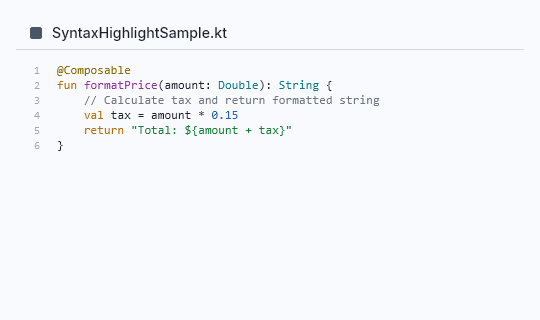 SyntaxHighlightSample.kt
1 @Composable
2 fun formatPrice(amount: Double): String {
3     // Calculate tax and return formatted string
4     val tax = amount * 0.15
5     return "Total: ${amount + tax}"
6 }